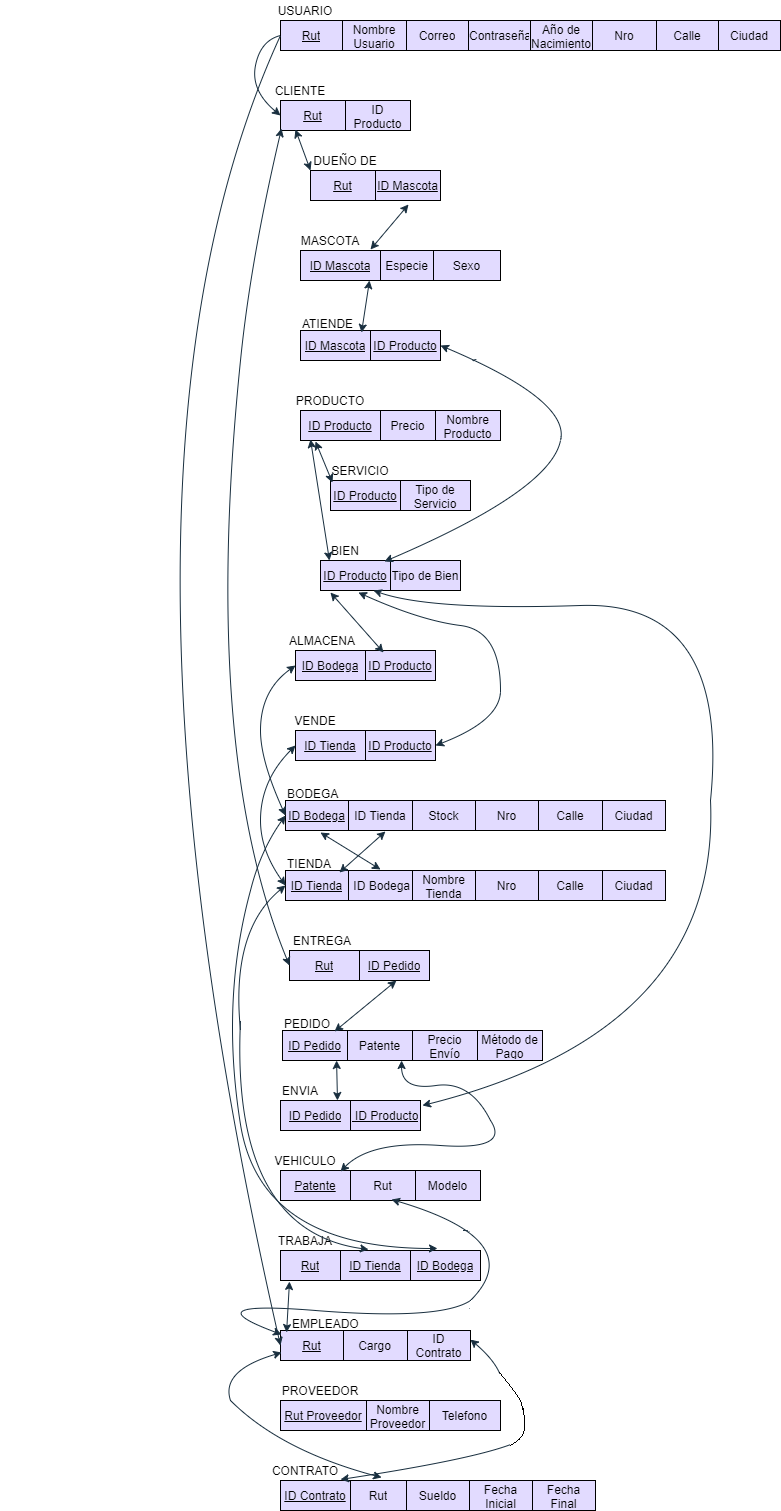 USUARIO
Rut Nombre Usuario Correo Contraseña Año de Nacimiento Nro Calle Ciudad
CLIENTE
Rut ID Producto
DUEÑO DE
Rut ID Mascota
MASCOTA
ID Mascota Especie Sexo
ATIENDE
ID Mascota ID Producto
PRODUCTO
ID Producto Precio Nombre Producto
SERVICIO
ID Producto Tipo de Servicio
BIEN
ID Producto Tipo de Bien
ALMACENA
ID Bodega ID Producto
VENDE
ID Tienda ID Producto
BODEGA
ID Bodega ID Tienda Stock Nro Calle Ciudad
TIENDA
ID Tienda ID Bodega Nombre Tienda Nro Calle Ciudad
ENTREGA
Rut ID Pedido
PEDIDO
ID Pedido Patente Precio Envío Método de Pago
ENVIA
ID Pedido ID Producto
VEHICULO
Patente Rut Modelo
TRABAJA
Rut ID Tienda ID Bodega
EMPLEADO
Rut Cargo ID Contrato
PROVEEDOR
Rut Proveedor Nombre Proveedor Telefono
CONTRATO
ID Contrato Rut Sueldo Fecha Inicial Fecha Final